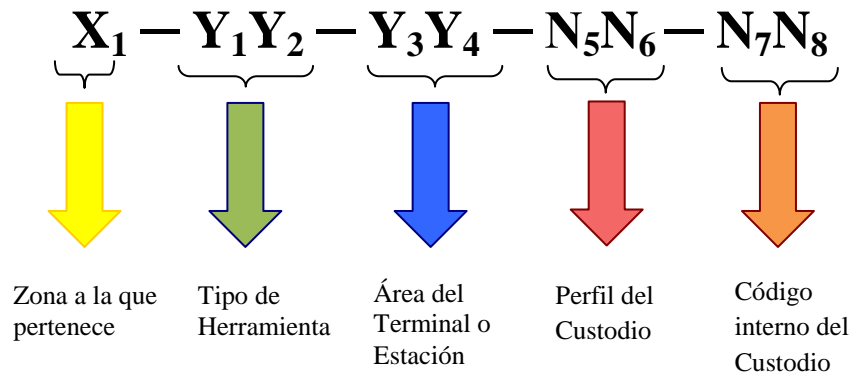 X₁ — Y₁Y₂ — Y₃Y₄ — N₅N₆ — N₇N₈
Zona a la que
pertenece
Tipo de
Herramienta
Área del
Terminal o
Estación
Perfil del
Custodio
Código
interno del
Custodio